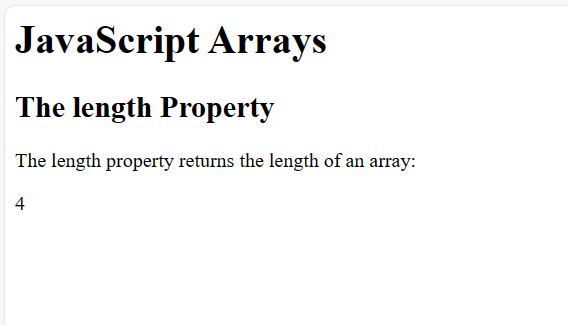 JavaScript Arrays
The length Property
The length property returns the length of an array:
4